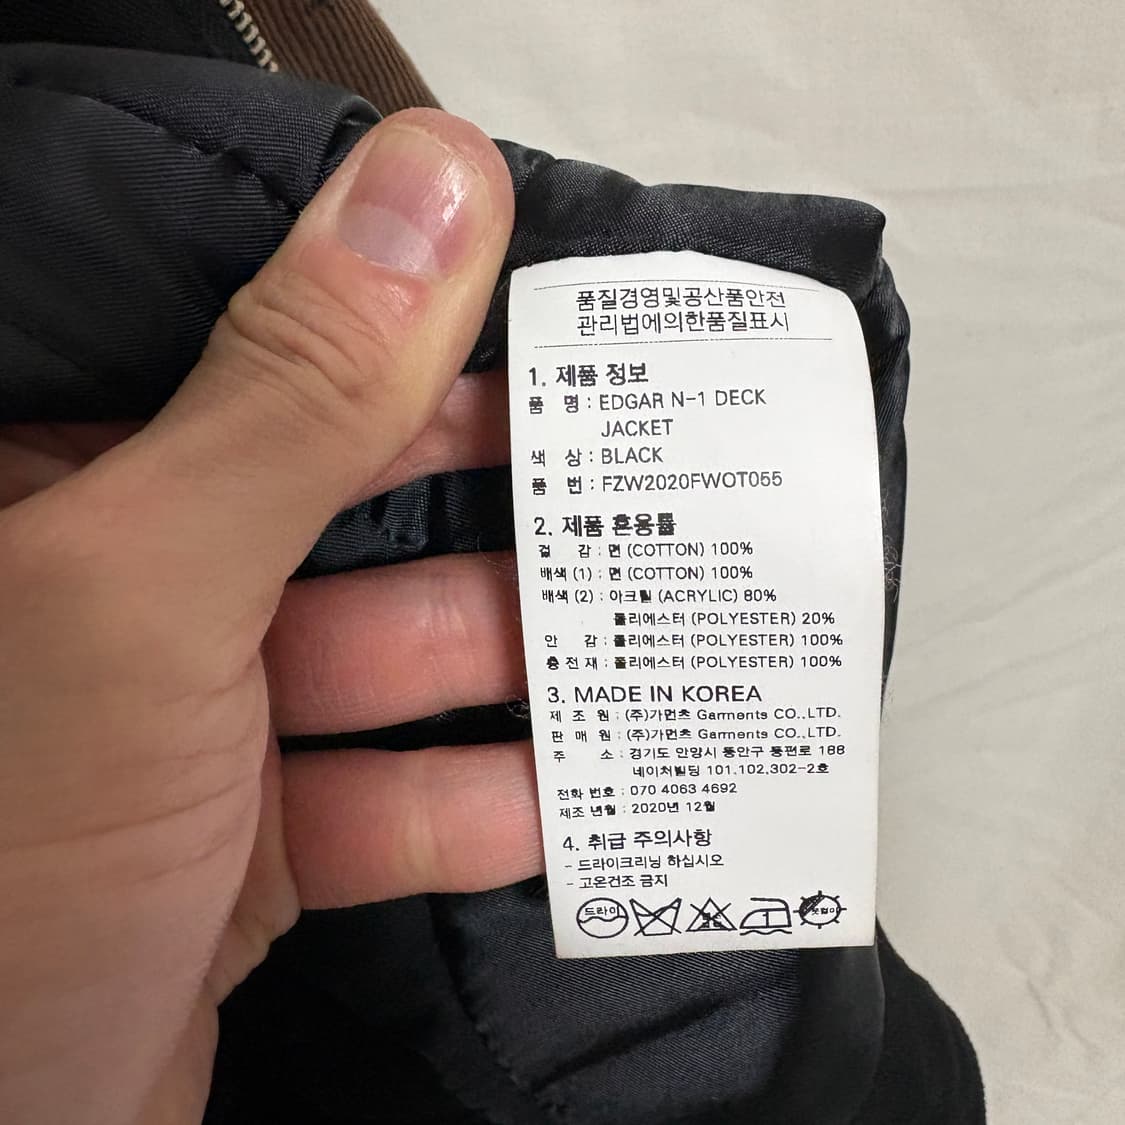 품질경영및공산품안전
관리법에의한품질표시
1. 제품 정보
품 명 : EDGAR N-1 DECK
JACKET
색 상 : BLACK
품 번 : FZW2020FWOT055
2. 제품 혼용률
겉 감 : 면 (COTTON) 100%
배색 (1) : 면 (COTTON) 100%
배색 (2) : 아크릴 (ACRYLIC) 80%
폴리에스터 (POLYESTER) 20%
안 감 : 폴리에스터 (POLYESTER) 100%
충 전 재 : 폴리에스터 (POLYESTER) 100%
3. MADE IN KOREA
제 조 원 : (주)가먼츠 Garments CO.,LTD.
판 매 원 : (주)가먼츠 Garments CO.,LTD.
주 소 : 경기도 안양시 동안구 동편로 188
네이처빌딩 101.102,302-2호
전화 번호 : 070 4063 4692
제조 년월 : 2020년 12월
4. 취급 주의사항
- 드라이크리닝 하십시오
- 고온건조 금지
드라이
1
옷걸이